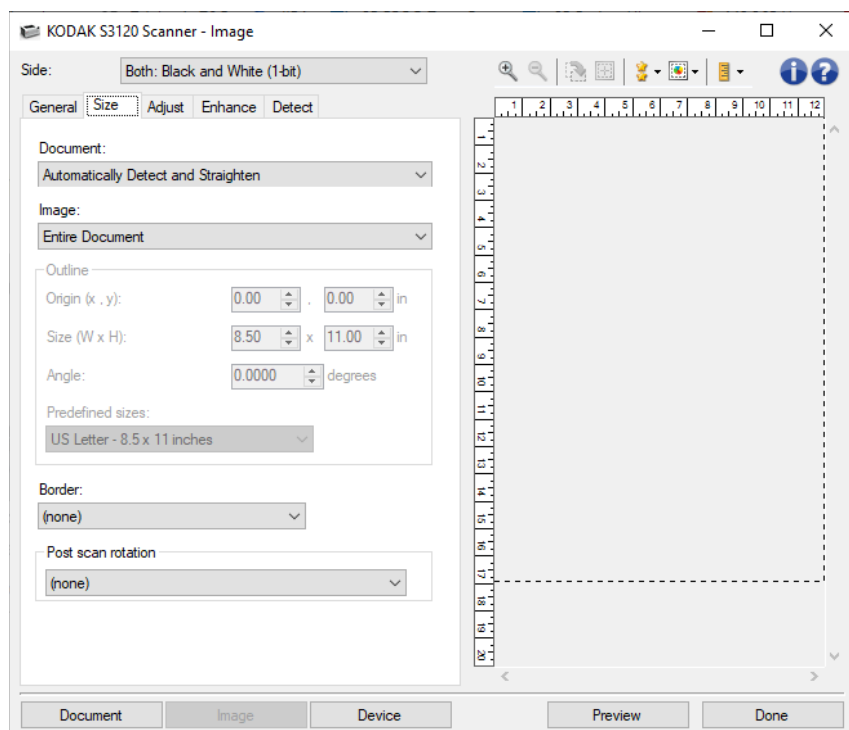 KODAK S3120 Scanner - Image
Side: Both: Black and White (1-bit)
General Size Adjust Enhance Detect
Document:
Automatically Detect and Straighten
Image:
Entire Document
Outline
Origin (x , y): 0.00 , 0.00 in
Size (W x H): 8.50 x 11.00 in
Angle: 0.0000 degrees
Predefined sizes:
US Letter - 8.5 x 11 inches
Border:
(none)
Post scan rotation
(none)
1 2 3 4 5 6 7 8 9 10 11 12
1
2
3
4
5
6
7
8
9
10
11
12
13
14
15
16
17
18
19
20
Document Image Device Preview Done